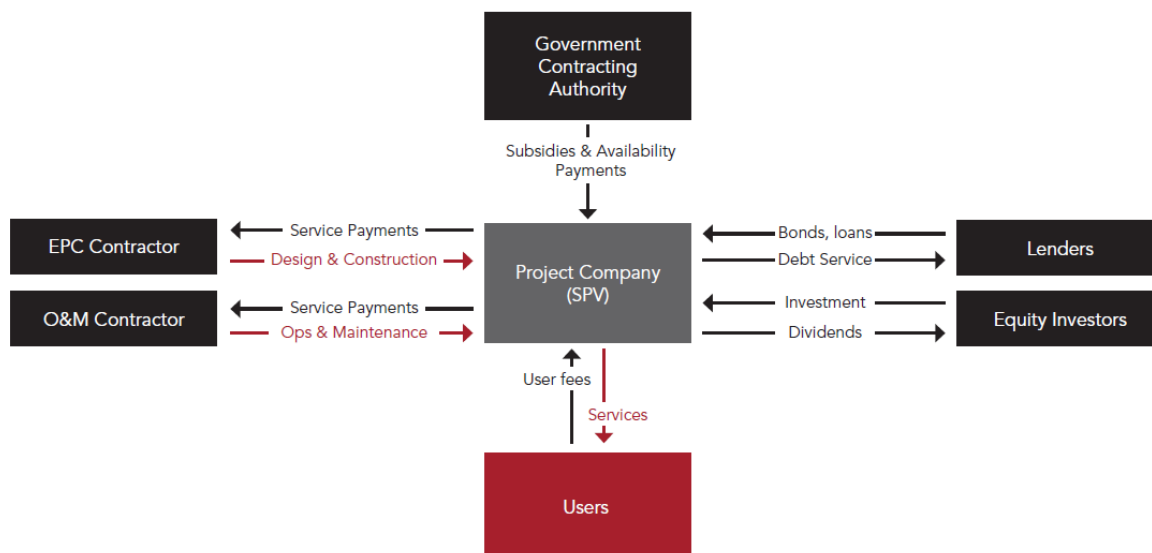 Government
Contracting
Authority
Subsidies & Availability
Payments
EPC Contractor
Service Payments
Design & Construction
O&M Contractor
Service Payments
Ops & Maintenance
Project Company
(SPV)
Bonds, loans
Debt Service
Lenders
Investment
Dividends
Equity Investors
User fees
Services
Users